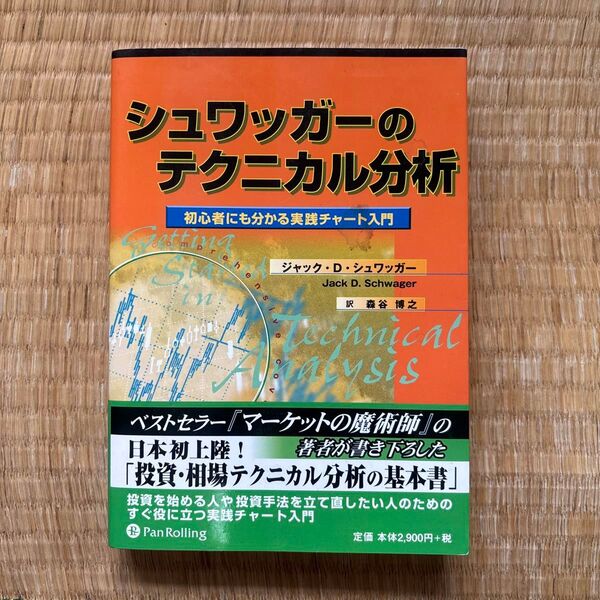 シュワッガーの
テクニカル分析
初心者にも分かる実践チャート入門
Getting
Started
in
Technical
Analysis
ジャック・D・シュワッガー
Jack D. Schwager
訳 森谷 博之
ベストセラー『マーケットの魔術師』の
日本初上陸! 著者が書き下ろした
「投資・相場テクニカル分析の基本書」
投資を始める人や投資手法を立て直したい人のための
すぐ役に立つ実践チャート入門
PanRolling
定価 本体2,900円+税